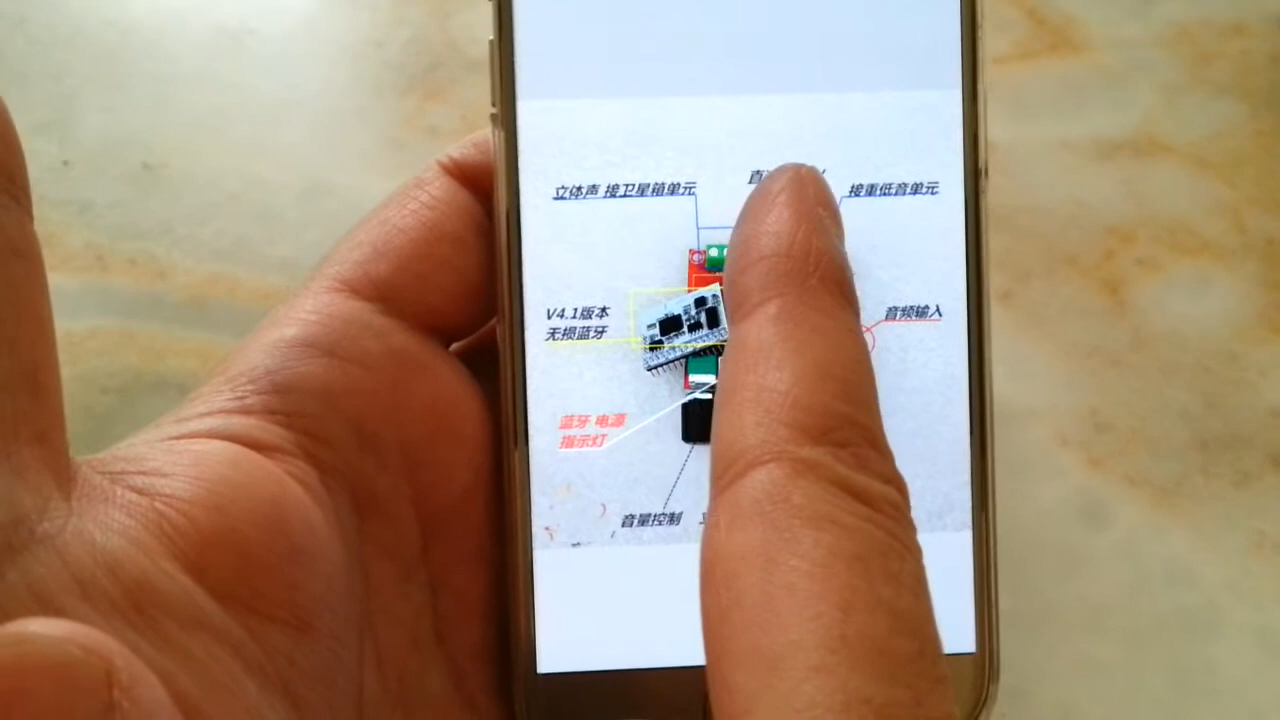 直
立体声 接卫星箱单元
接重低音单元
V4.1版本
无损蓝牙
音频输入
蓝牙 电源
指示灯
音量控制